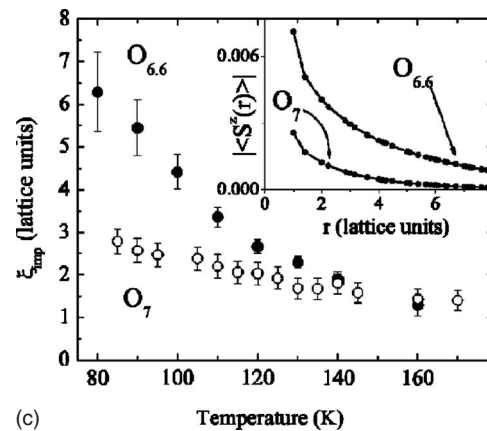 8
7
6
5
4
3
2
1
0
ξimp (lattice units)
O6.6
O7
0.006
0.000
|<S^z(r)>|
O7
O6.6
0 2 4 6
r (lattice units)
80 100 120 140 160
(c) Temperature (K)